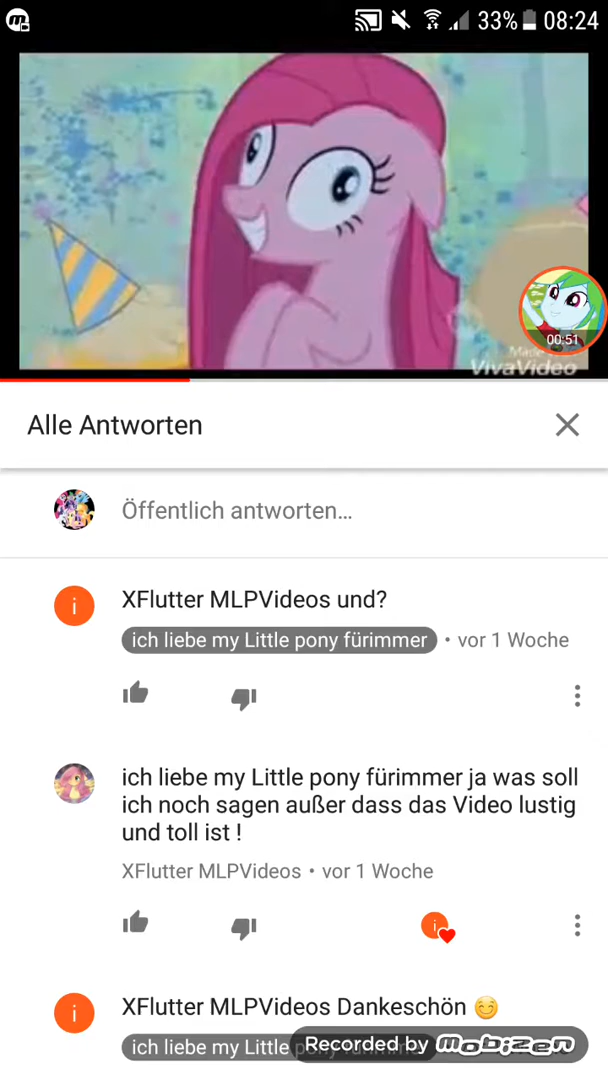 33% 08:24
00:51
Made
VivaVideo
Alle Antworten
Öffentlich antworten...
i
XFlutter MLPVideos und?
ich liebe my Little pony fürimmer • vor 1 Woche
ich liebe my Little pony fürimmer ja was soll
ich noch sagen außer dass das Video lustig
und toll ist !
XFlutter MLPVideos • vor 1 Woche
i
i
XFlutter MLPVideos Dankeschön 😊
ich liebe my Little
Recorded by mobizen